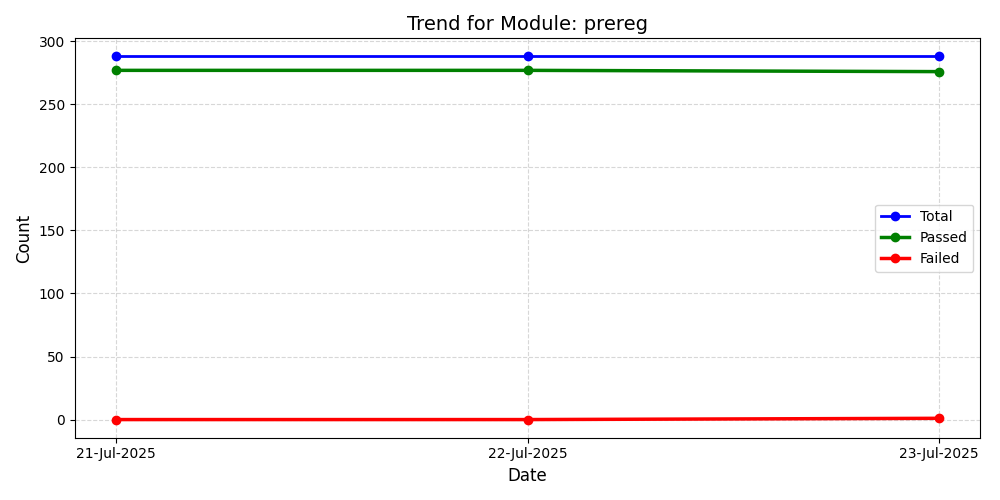 Trend for Module: prereg
300
250
200
150
100
50
0
Count
Total
Passed
Failed
21-Jul-2025
22-Jul-2025
23-Jul-2025
Date